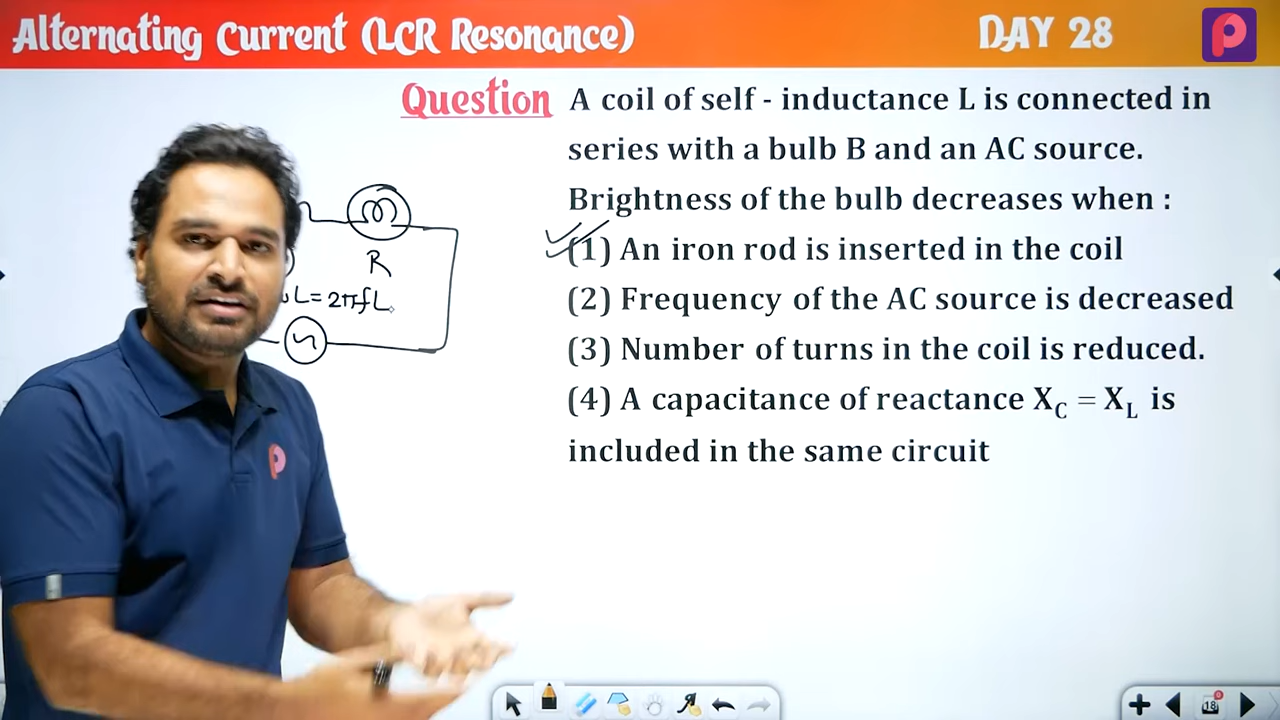 Alternating Current (LCR Resonance)
DAY 28
Question
A coil of self - inductance L is connected in
series with a bulb B and an AC source.
Brightness of the bulb decreases when :
(1) An iron rod is inserted in the coil
(2) Frequency of the AC source is decreased
(3) Number of turns in the coil is reduced.
(4) A capacitance of reactance X_C = X_L is
included in the same circuit
R
L = 2πfL
18